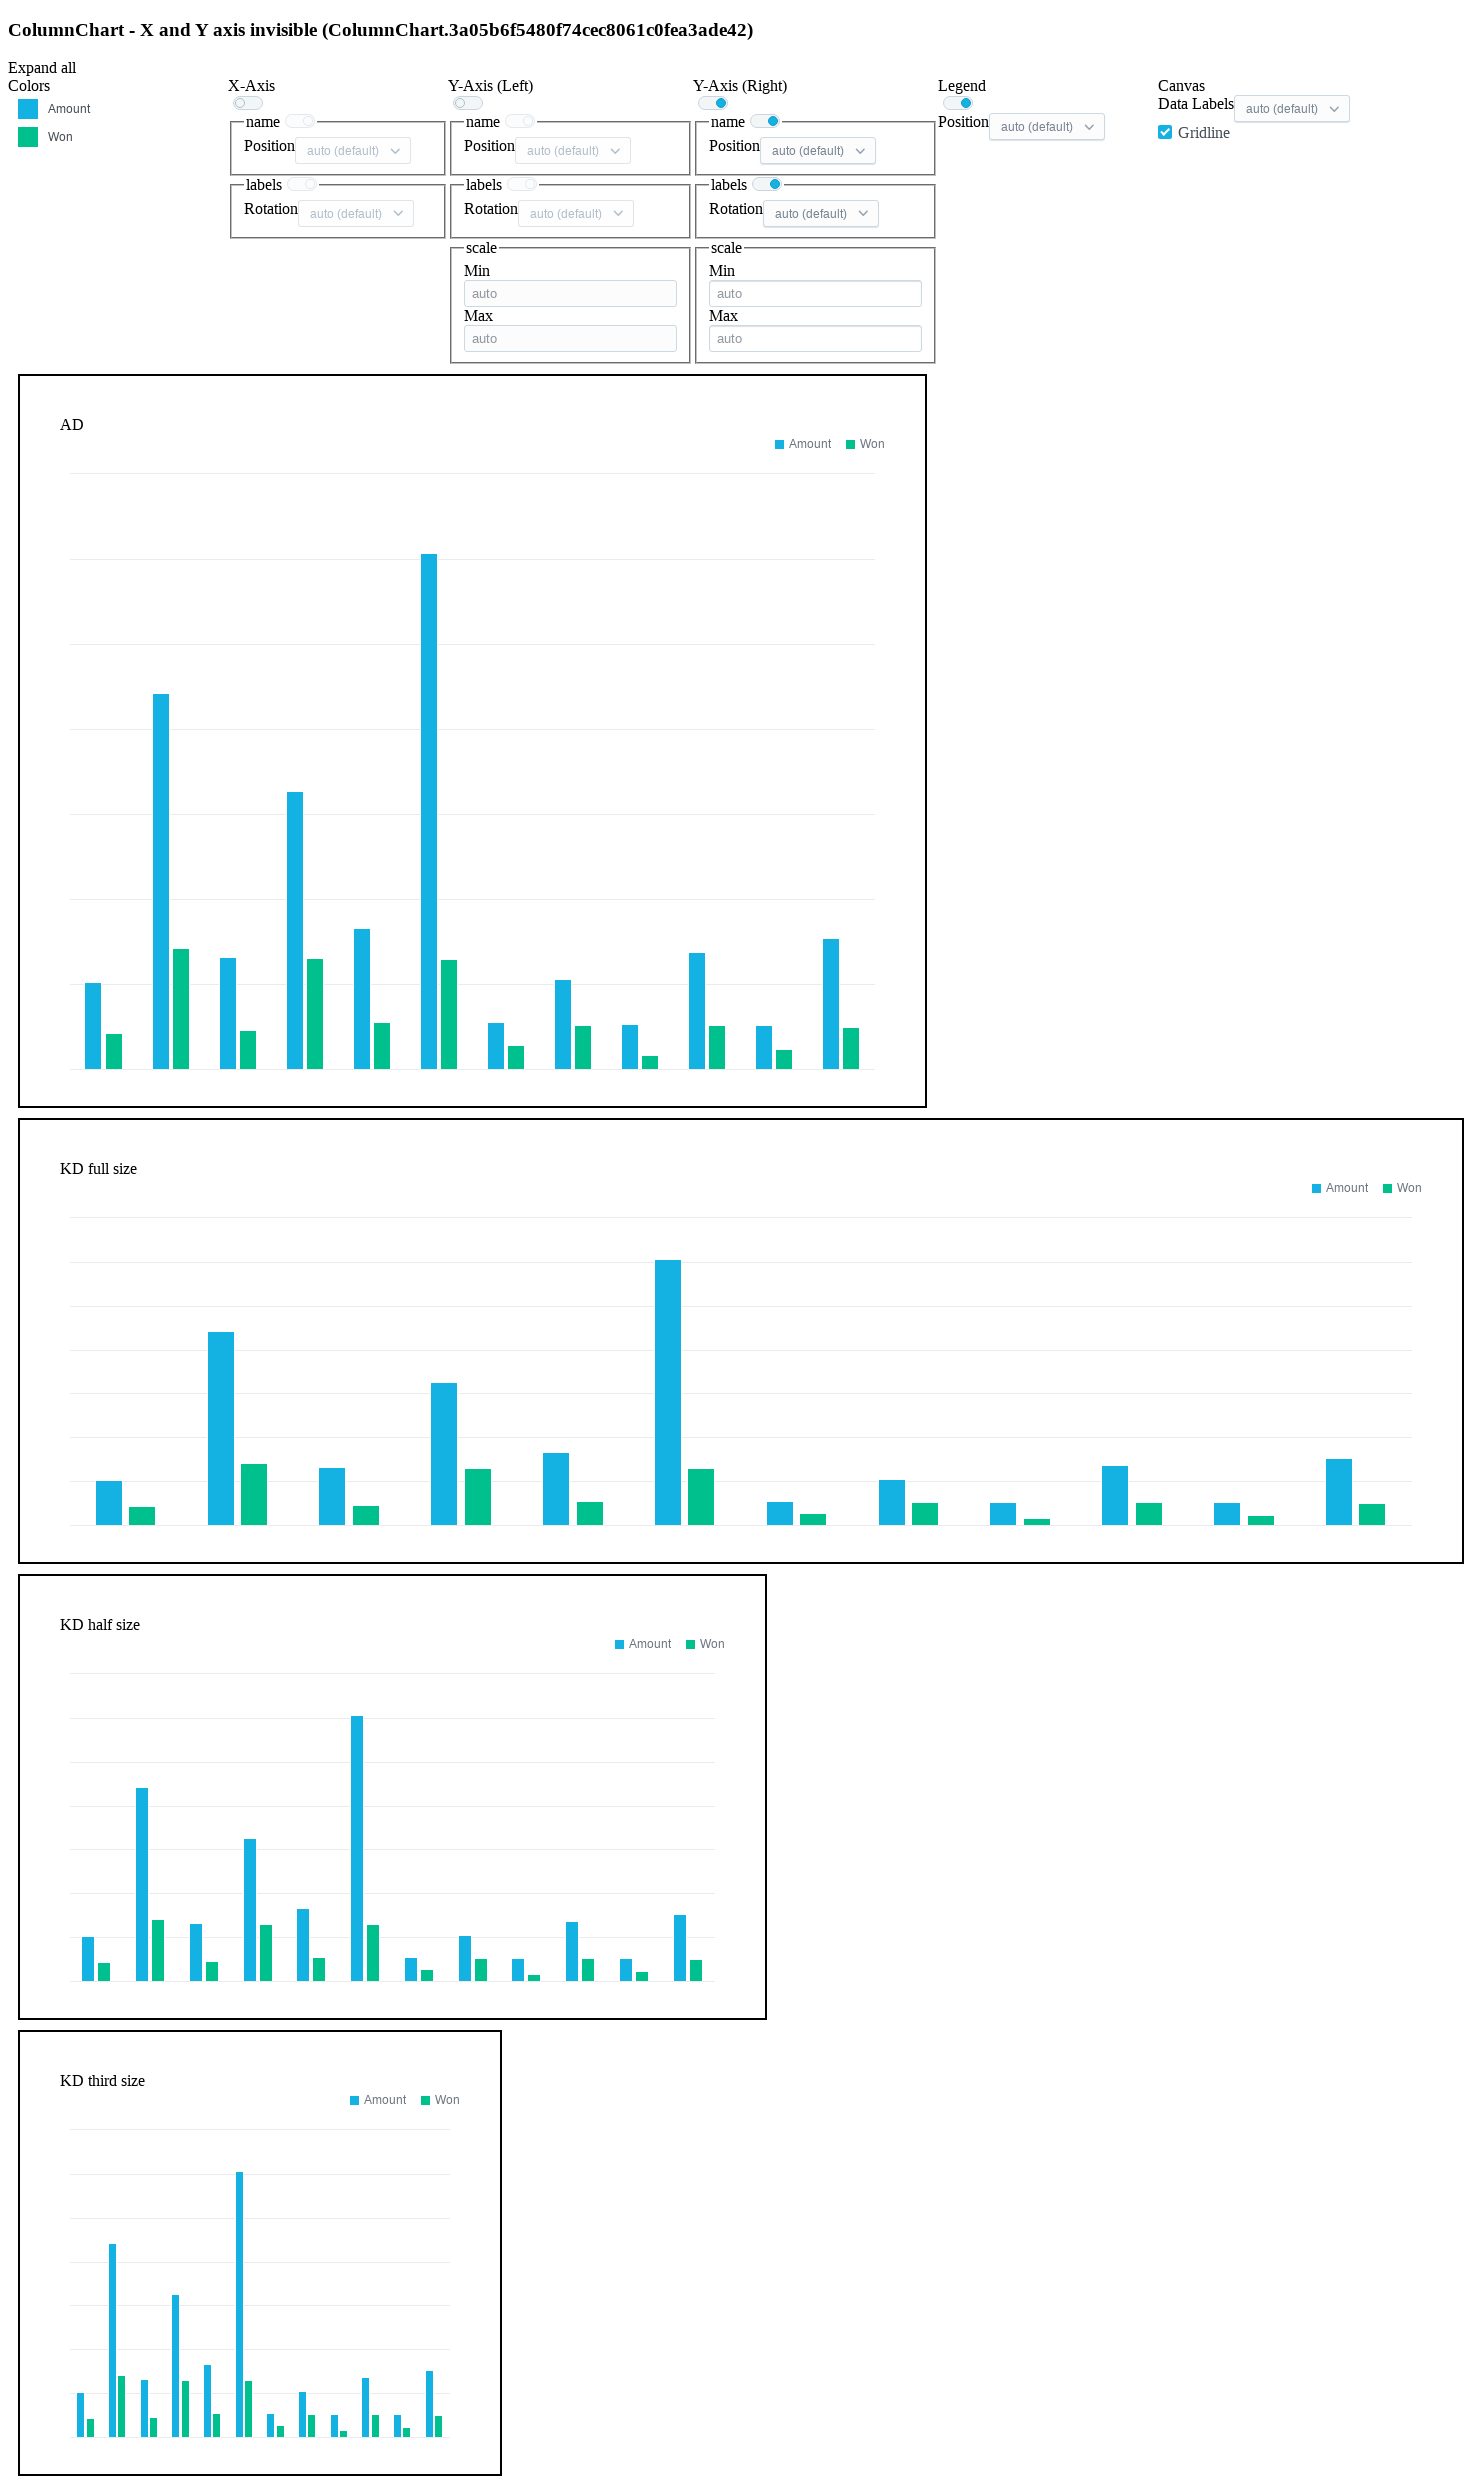 ColumnChart - X and Y axis invisible (ColumnChart.3a05b6f5480f74cec8061c0fea3ade42)
Expand all
Colors
Amount
Won
X-Axis
name
Position auto (default)
labels
Rotation auto (default)
Y-Axis (Left)
name
Position auto (default)
labels
Rotation auto (default)
scale
Min
auto
Max
auto
Y-Axis (Right)
name
Position auto (default)
labels
Rotation auto (default)
scale
Min
auto
Max
auto
Legend
Position auto (default)
Canvas
Data Labels auto (default)
Gridline
AD
Amount Won
KD full size
Amount Won
KD half size
Amount Won
KD third size
Amount Won